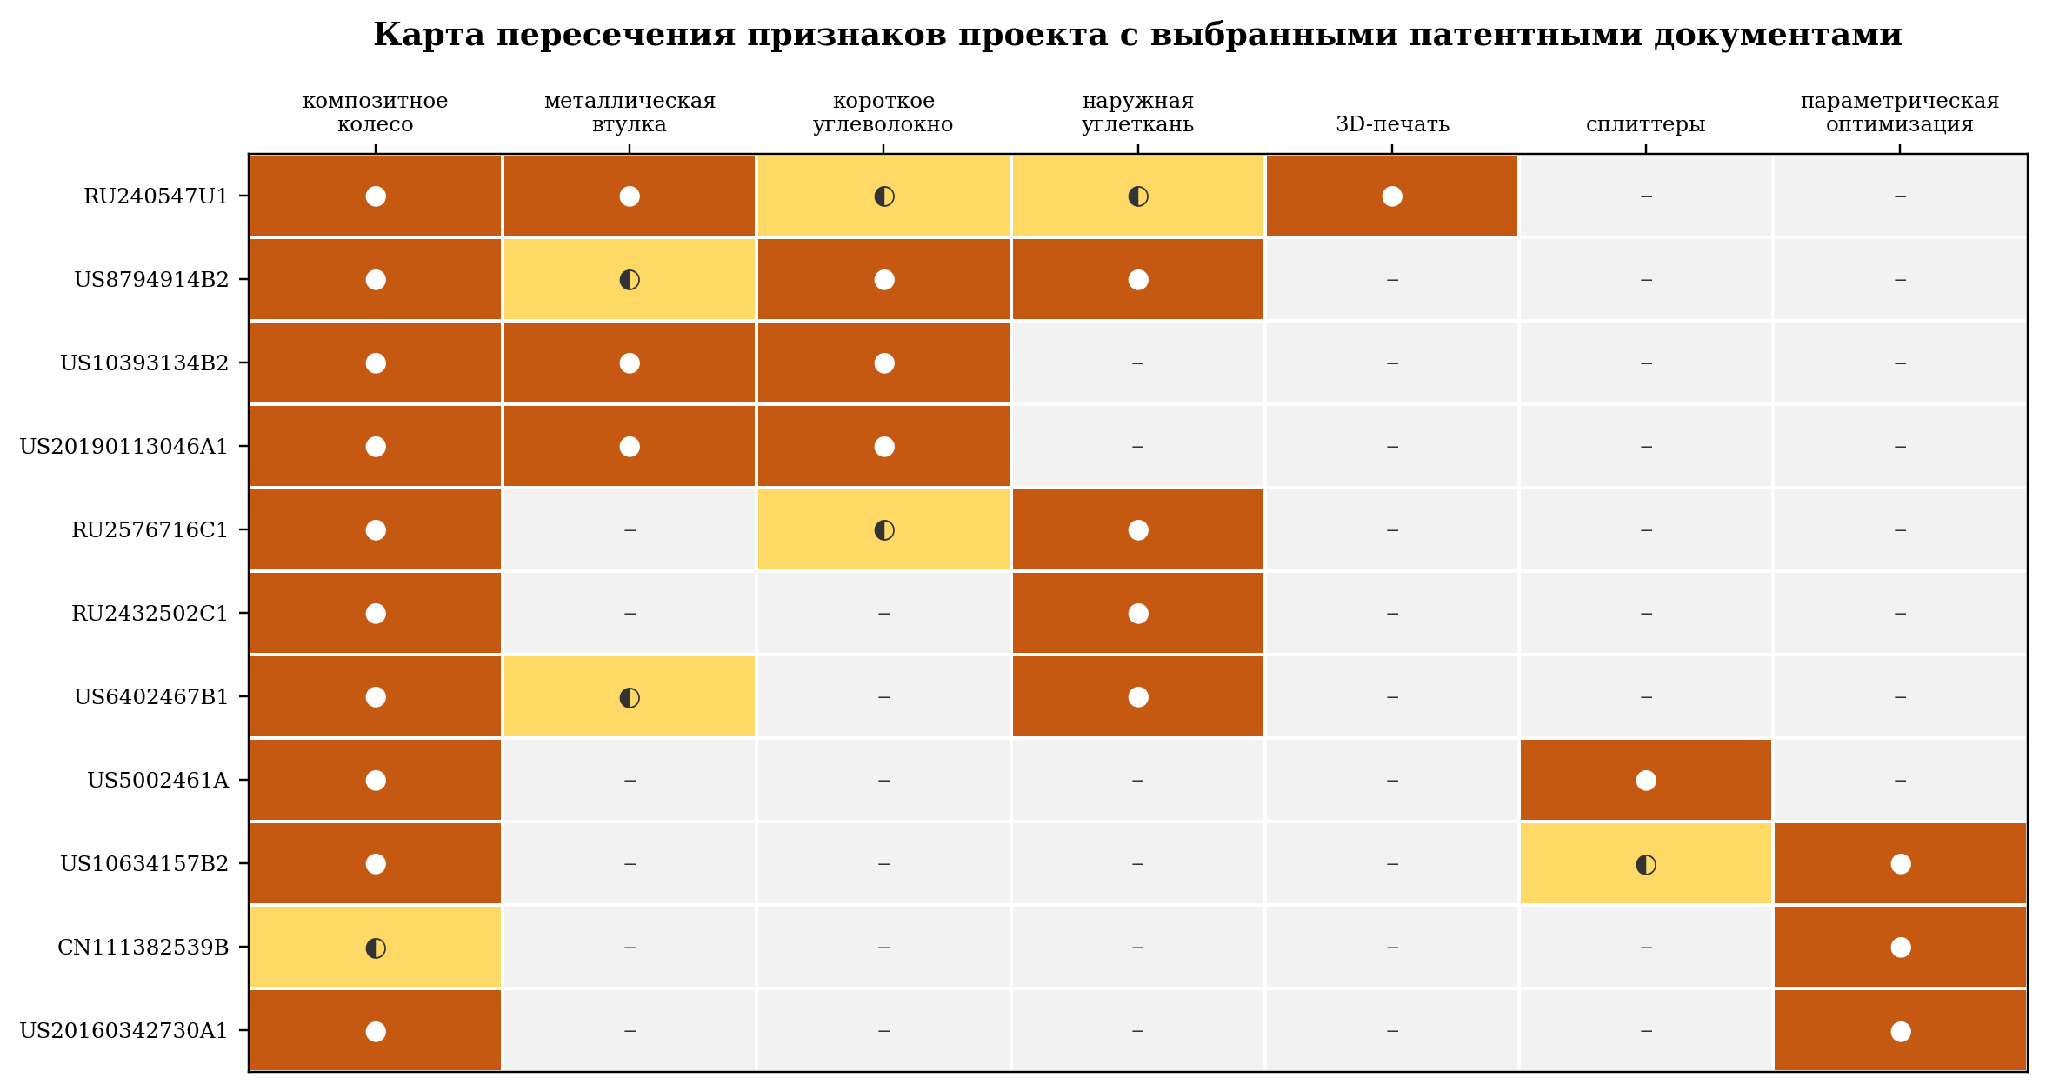 Карта пересечения признаков проекта с выбранными патентными документами
композитное
колесо
металлическая
втулка
короткое
углеволокно
наружная
углеткань
3D-печать
сплиттеры
параметрическая
оптимизация
RU240547U1 ● ● ◐ ◐ ● – –
US8794914B2 ● ◐ ● ● – – –
US10393134B2 ● ● ● – – – –
US20190113046A1 ● ● ● – – – –
RU2576716C1 ● – ◐ ● – – –
RU2432502C1 ● – – ● – – –
US6402467B1 ● ◐ – ● – – –
US5002461A ● – – – – ● –
US10634157B2 ● – – – – ◐ ●
CN111382539B ◐ – – – – – ●
US20160342730A1 ● – – – – – ●